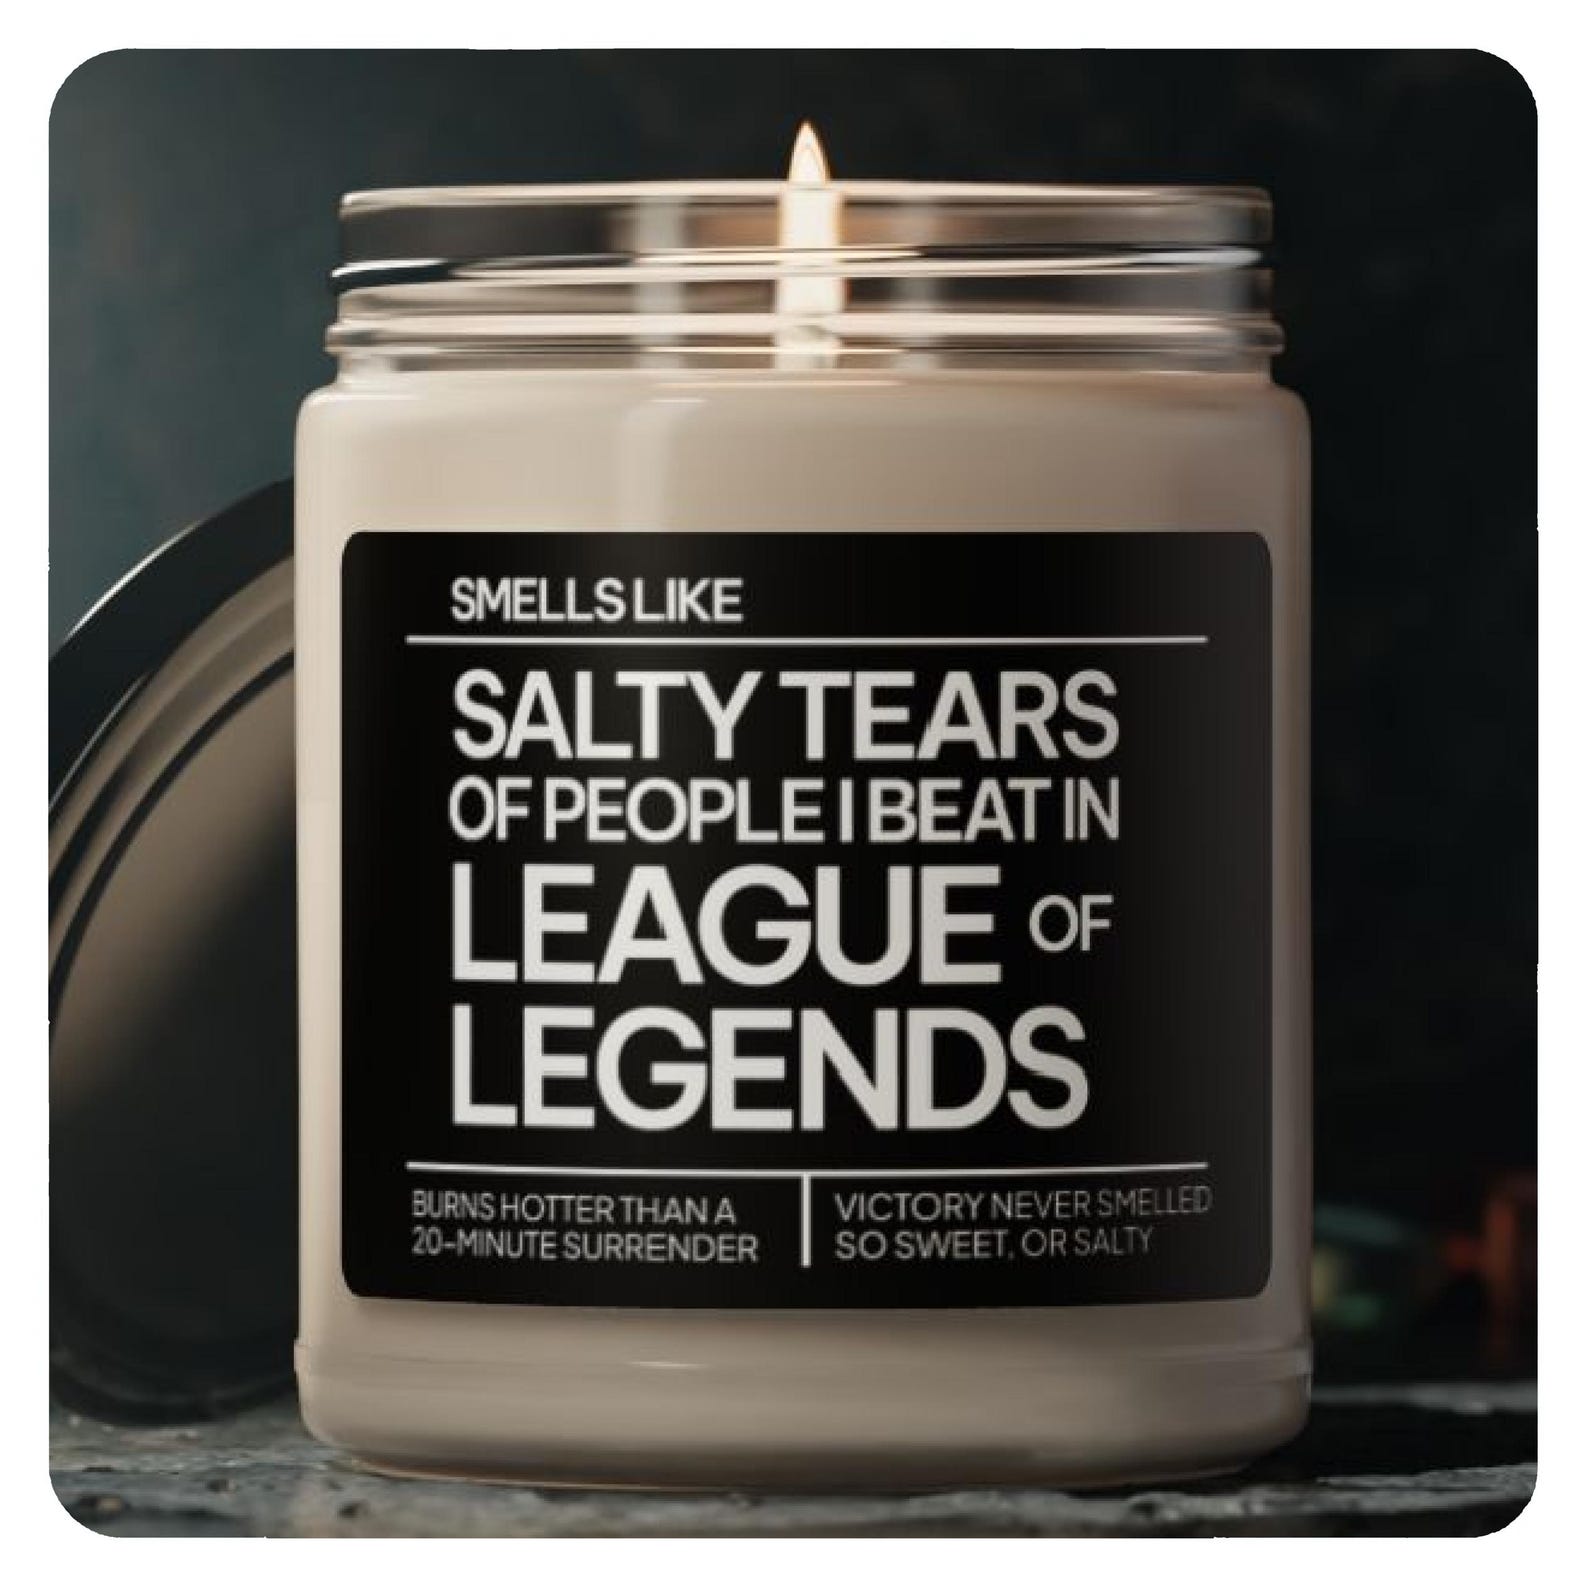 SMELLS LIKE
SALTY TEARS
OF PEOPLE I BEAT IN
LEAGUE OF
LEGENDS
BURNS HOTTER THAN A
20-MINUTE SURRENDER
VICTORY NEVER SMELLED
SO SWEET, OR SALTY